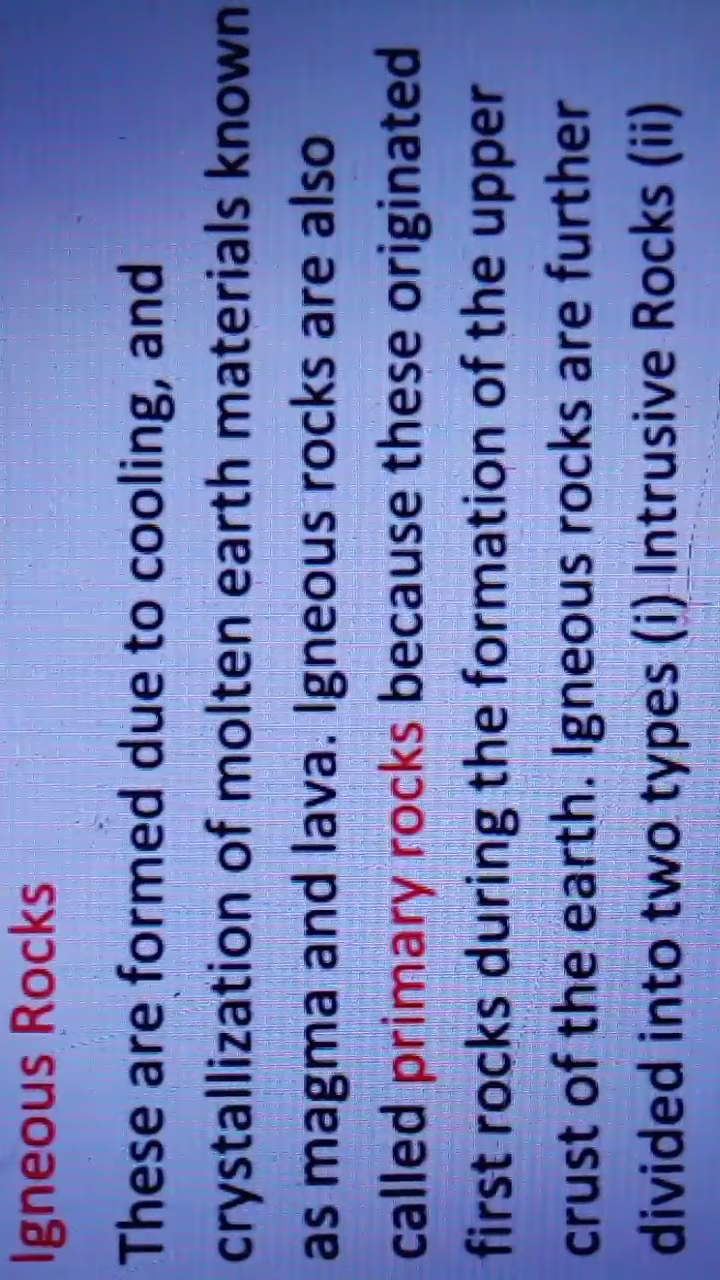 Igneous Rocks
These are formed due to cooling, and
crystallization of molten earth materials known
as magma and lava. Igneous rocks are also
called primary rocks because these originated
first rocks during the formation of the upper
crust of the earth. Igneous rocks are further
divided into two types (i) Intrusive Rocks (ii)